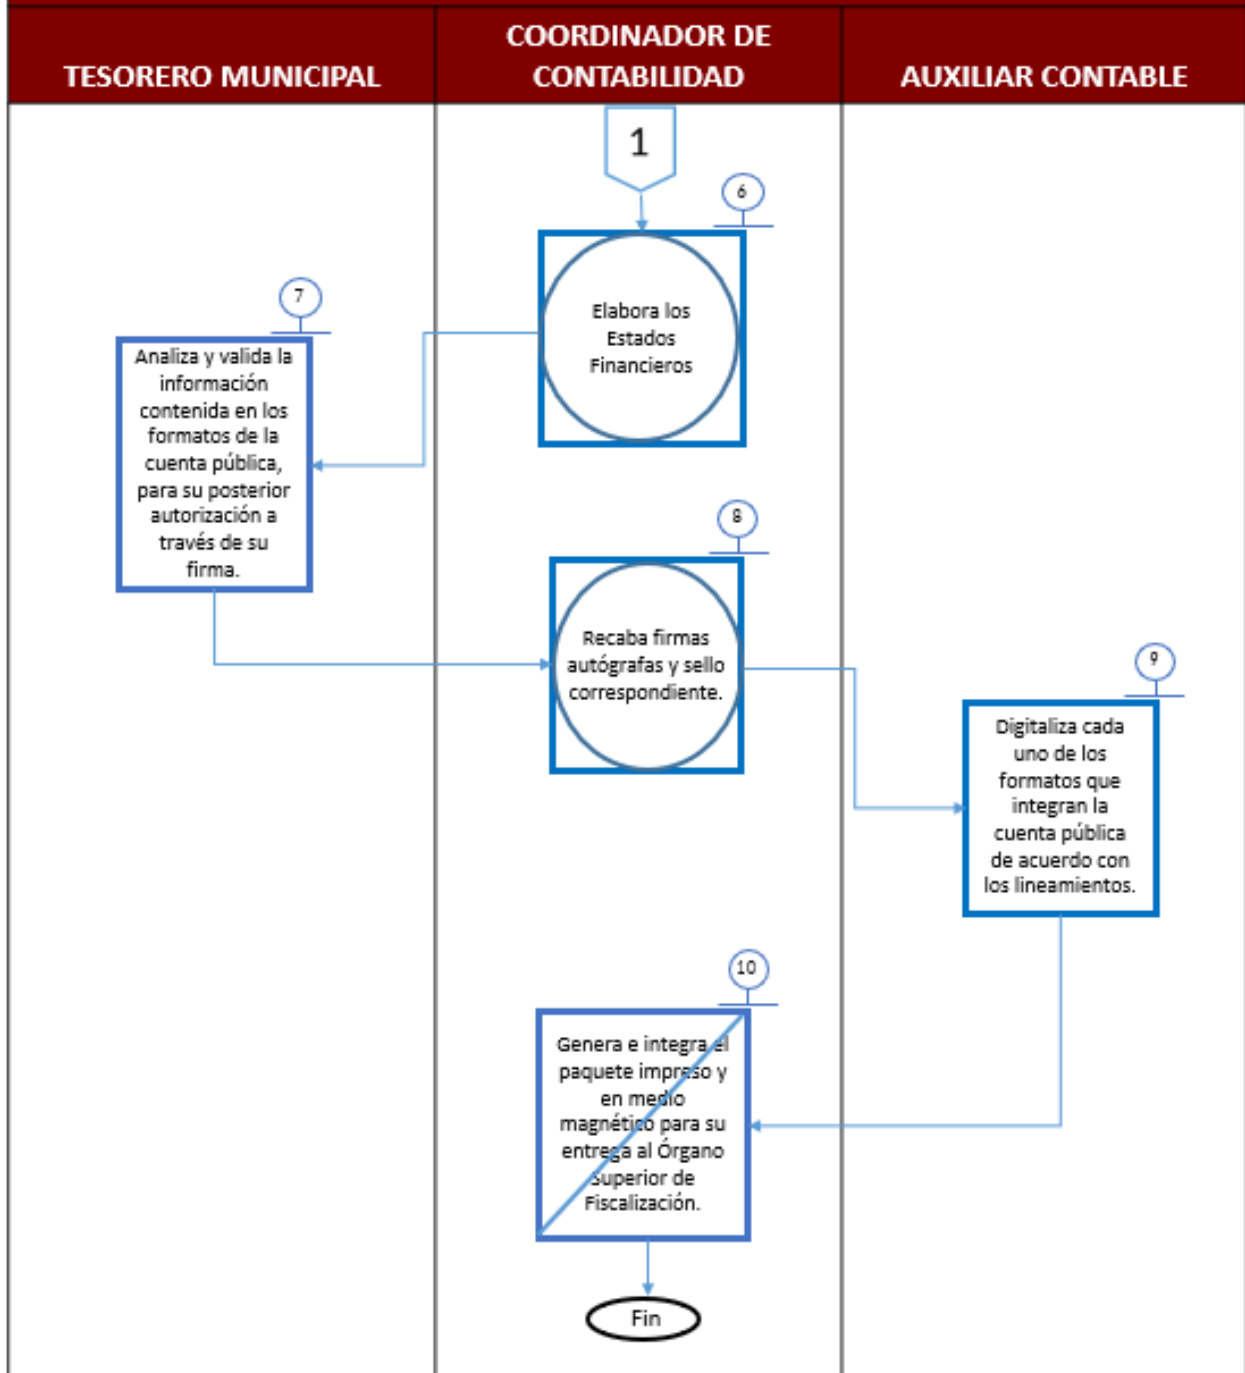 TESORERO MUNICIPAL
COORDINADOR DE
CONTABILIDAD
AUXILIAR CONTABLE
1
6
Elabora los
Estados
Financieros
7
Analiza y valida la
información
contenida en los
formatos de la
cuenta pública,
para su posterior
autorización a
través de su
firma.
8
Recaba firmas
autógrafas y sello
correspondiente.
9
Digitaliza cada
uno de los
formatos que
integran la
cuenta pública
de acuerdo con
los lineamientos.
10
Genera e integra el
paquete impreso y
en medio
magnético para su
entrega al Órgano
Superior de
Fiscalización.
Fin